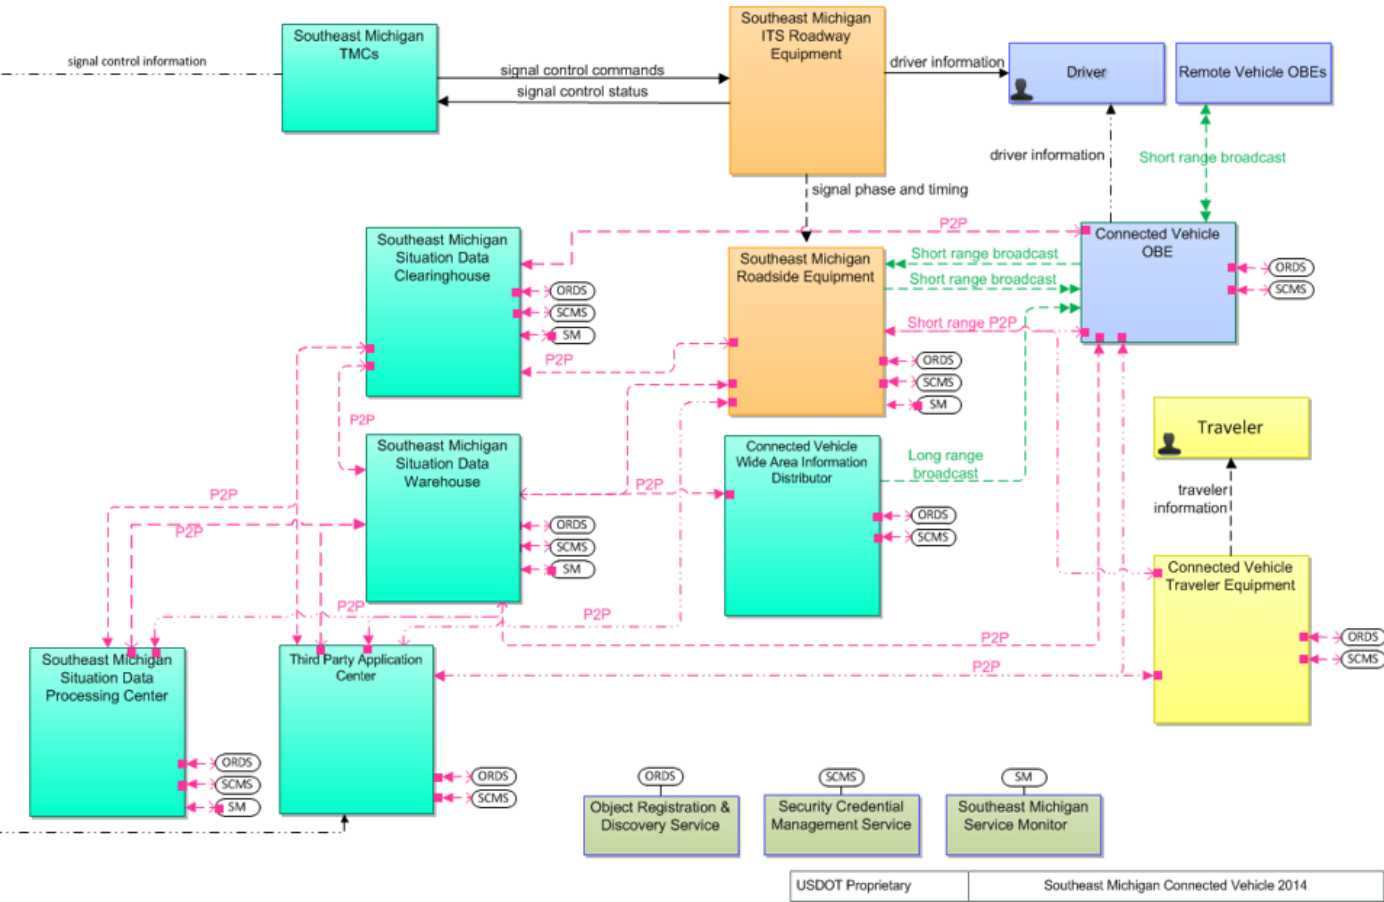 signal control information
Southeast Michigan
TMCs
signal control commands
signal control status
Southeast Michigan
ITS Roadway
Equipment
driver information
Driver
Remote Vehicle OBEs
driver information
Short range broadcast
signal phase and timing
P2P
Southeast Michigan
Situation Data
Clearinghouse
ORDS
SCMS
SM
Southeast Michigan
Roadside Equipment
Short range broadcast
Short range broadcast
Short range P2P
ORDS
SCMS
SM
Connected Vehicle
OBE
ORDS
SCMS
P2P
P2P
Traveler
traveler
information
Southeast Michigan
Situation Data
Warehouse
ORDS
SCMS
SM
P2P
Connected Vehicle
Wide Area Information
Distributor
ORDS
SCMS
Long range
broadcast
P2P
P2P
Connected Vehicle
Traveler Equipment
ORDS
SCMS
P2P
P2P
P2P
P2P
Southeast Michigan
Situation Data
Processing Center
ORDS
SCMS
SM
Third Party Application
Center
ORDS
SCMS
ORDS
Object Registration &
Discovery Service
SCMS
Security Credential
Management Service
SM
Southeast Michigan
Service Monitor
USDOT Proprietary
Southeast Michigan Connected Vehicle 2014